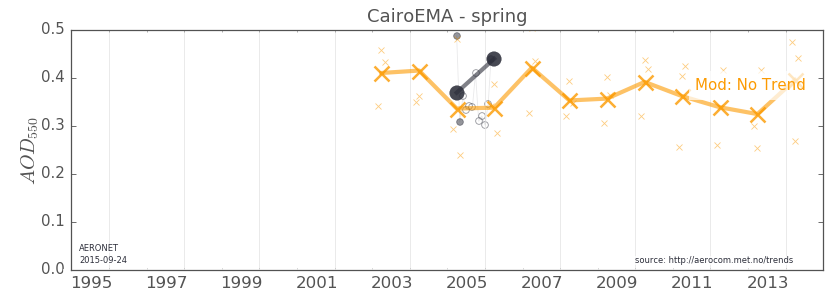 CairoEMA - spring
0.5
0.4
0.3
0.2
0.1
0.0
AOD550
Mod: No Trend
AERONET
2015-09-24
source: http://aerocom.met.no/trends
1995 1997 1999 2001 2003 2005 2007 2009 2011 2013